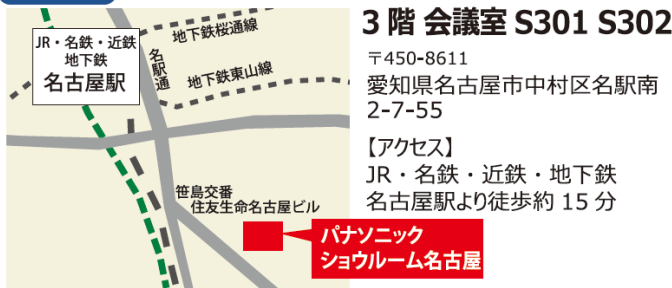 3階 会議室 S301 S302
〒450-8611
愛知県名古屋市中村区名駅南
2-7-55
【アクセス】
JR・名鉄・近鉄・地下鉄
名古屋駅より徒歩約 15 分
JR・名鉄・近鉄
地下鉄
名古屋駅
名駅通
地下鉄桜通線
地下鉄東山線
笹島交番
住友生命名古屋ビル
パナソニック
ショウルーム名古屋